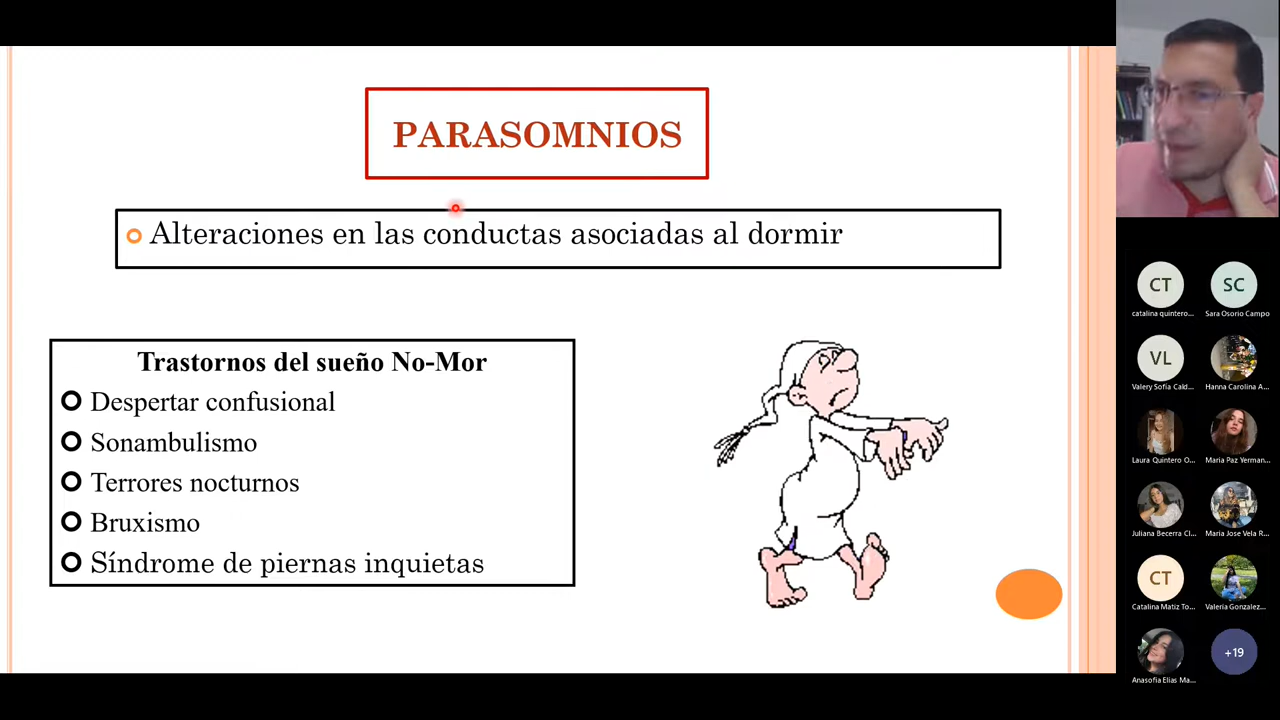 PARASOMNIOS
Alteraciones en las conductas asociadas al dormir
Trastornos del sueño No-Mor
Despertar confusional
Sonambulismo
Terrores nocturnos
Bruxismo
Síndrome de piernas inquietas
CT
SC
catalina quintero...
Sara Osorio Campo
VL
Valery Sofia Cald...
Hanna Carolina A...
Laura Quintero O...
Maria Paz Yerman...
Juliana Becerra Cl...
Maria Jose Vela R...
CT
Catalina Matiz To...
Valeria Gonzalez...
+19
Anasofia Elias Ma...